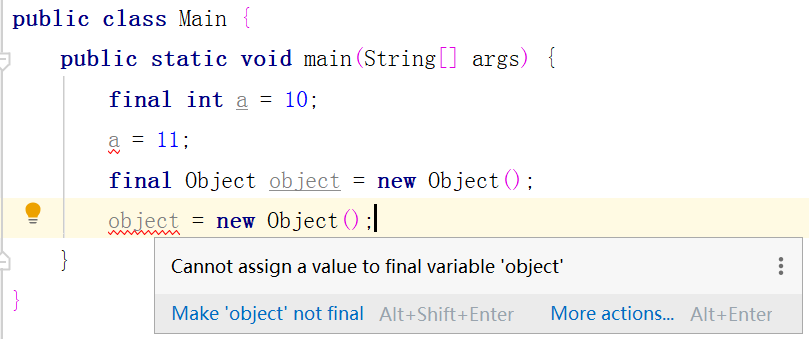 public class Main {
public static void main(String[] args) {
final int a = 10;
a = 11;
final Object object = new Object();
object = new Object();
}
Cannot assign a value to final variable 'object'
}
Make 'object' not final Alt+Shift+Enter More actions... Alt+Enter